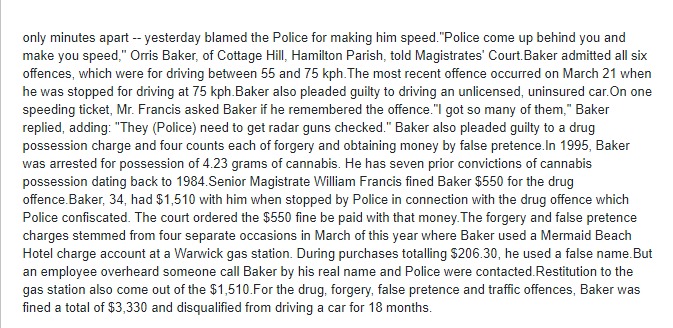 only minutes apart -- yesterday blamed the Police for making him speed."Police come up behind you and
make you speed," Orris Baker, of Cottage Hill, Hamilton Parish, told Magistrates' Court.Baker admitted all six
offences, which were for driving between 55 and 75 kph.The most recent offence occurred on March 21 when
he was stopped for driving at 75 kph.Baker also pleaded guilty to driving an unlicensed, uninsured car.On one
speeding ticket, Mr. Francis asked Baker if he remembered the offence."I got so many of them," Baker
replied, adding: "They (Police) need to get radar guns checked." Baker also pleaded guilty to a drug
possession charge and four counts each of forgery and obtaining money by false pretence.In 1995, Baker
was arrested for possession of 4.23 grams of cannabis. He has seven prior convictions of cannabis
possession dating back to 1984.Senior Magistrate William Francis fined Baker $550 for the drug
offence.Baker, 34, had $1,510 with him when stopped by Police in connection with the drug offence which
Police confiscated. The court ordered the $550 fine be paid with that money.The forgery and false pretence
charges stemmed from four separate occasions in March of this year where Baker used a Mermaid Beach
Hotel charge account at a Warwick gas station. During purchases totalling $206.30, he used a false name.But
an employee overheard someone call Baker by his real name and Police were contacted.Restitution to the
gas station also come out of the $1,510.For the drug, forgery, false pretence and traffic offences, Baker was
fined a total of $3,330 and disqualified from driving a car for 18 months.